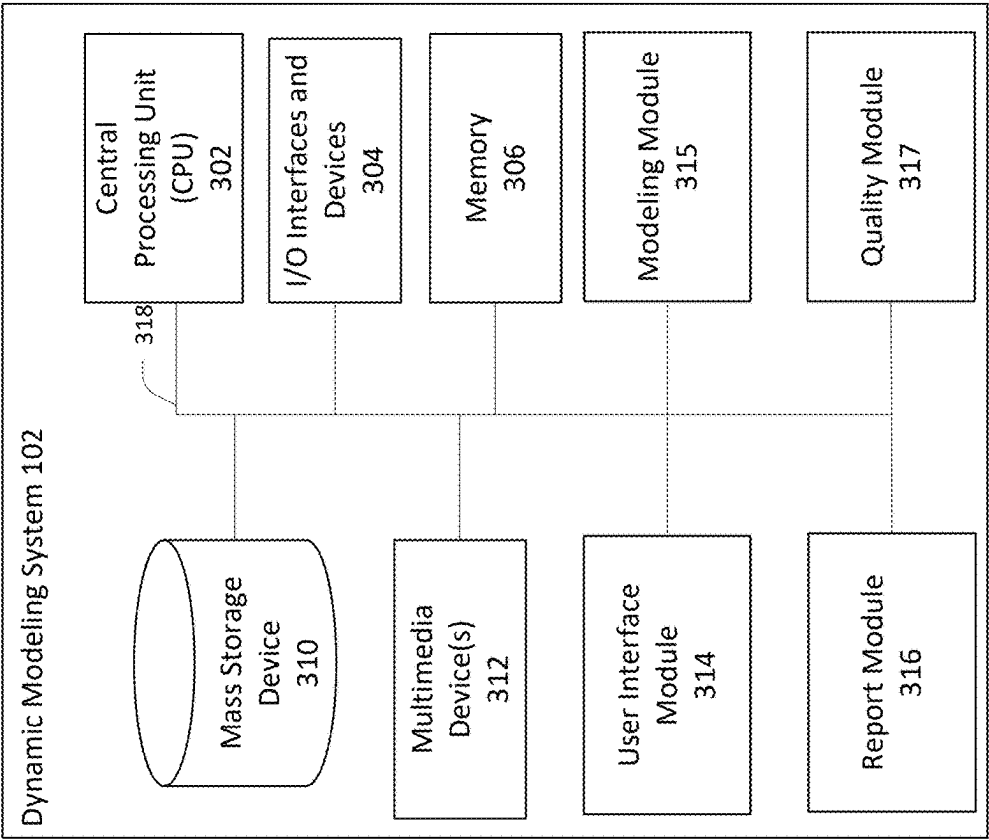 Dynamic Modeling System 102
Mass Storage
Device
310
318
Central
Processing Unit
(CPU)
302
I/O Interfaces and
Devices
304
Multimedia
Device(s)
312
Memory
306
User Interface
Module
314
Modeling Module
315
Report Module
316
Quality Module
317